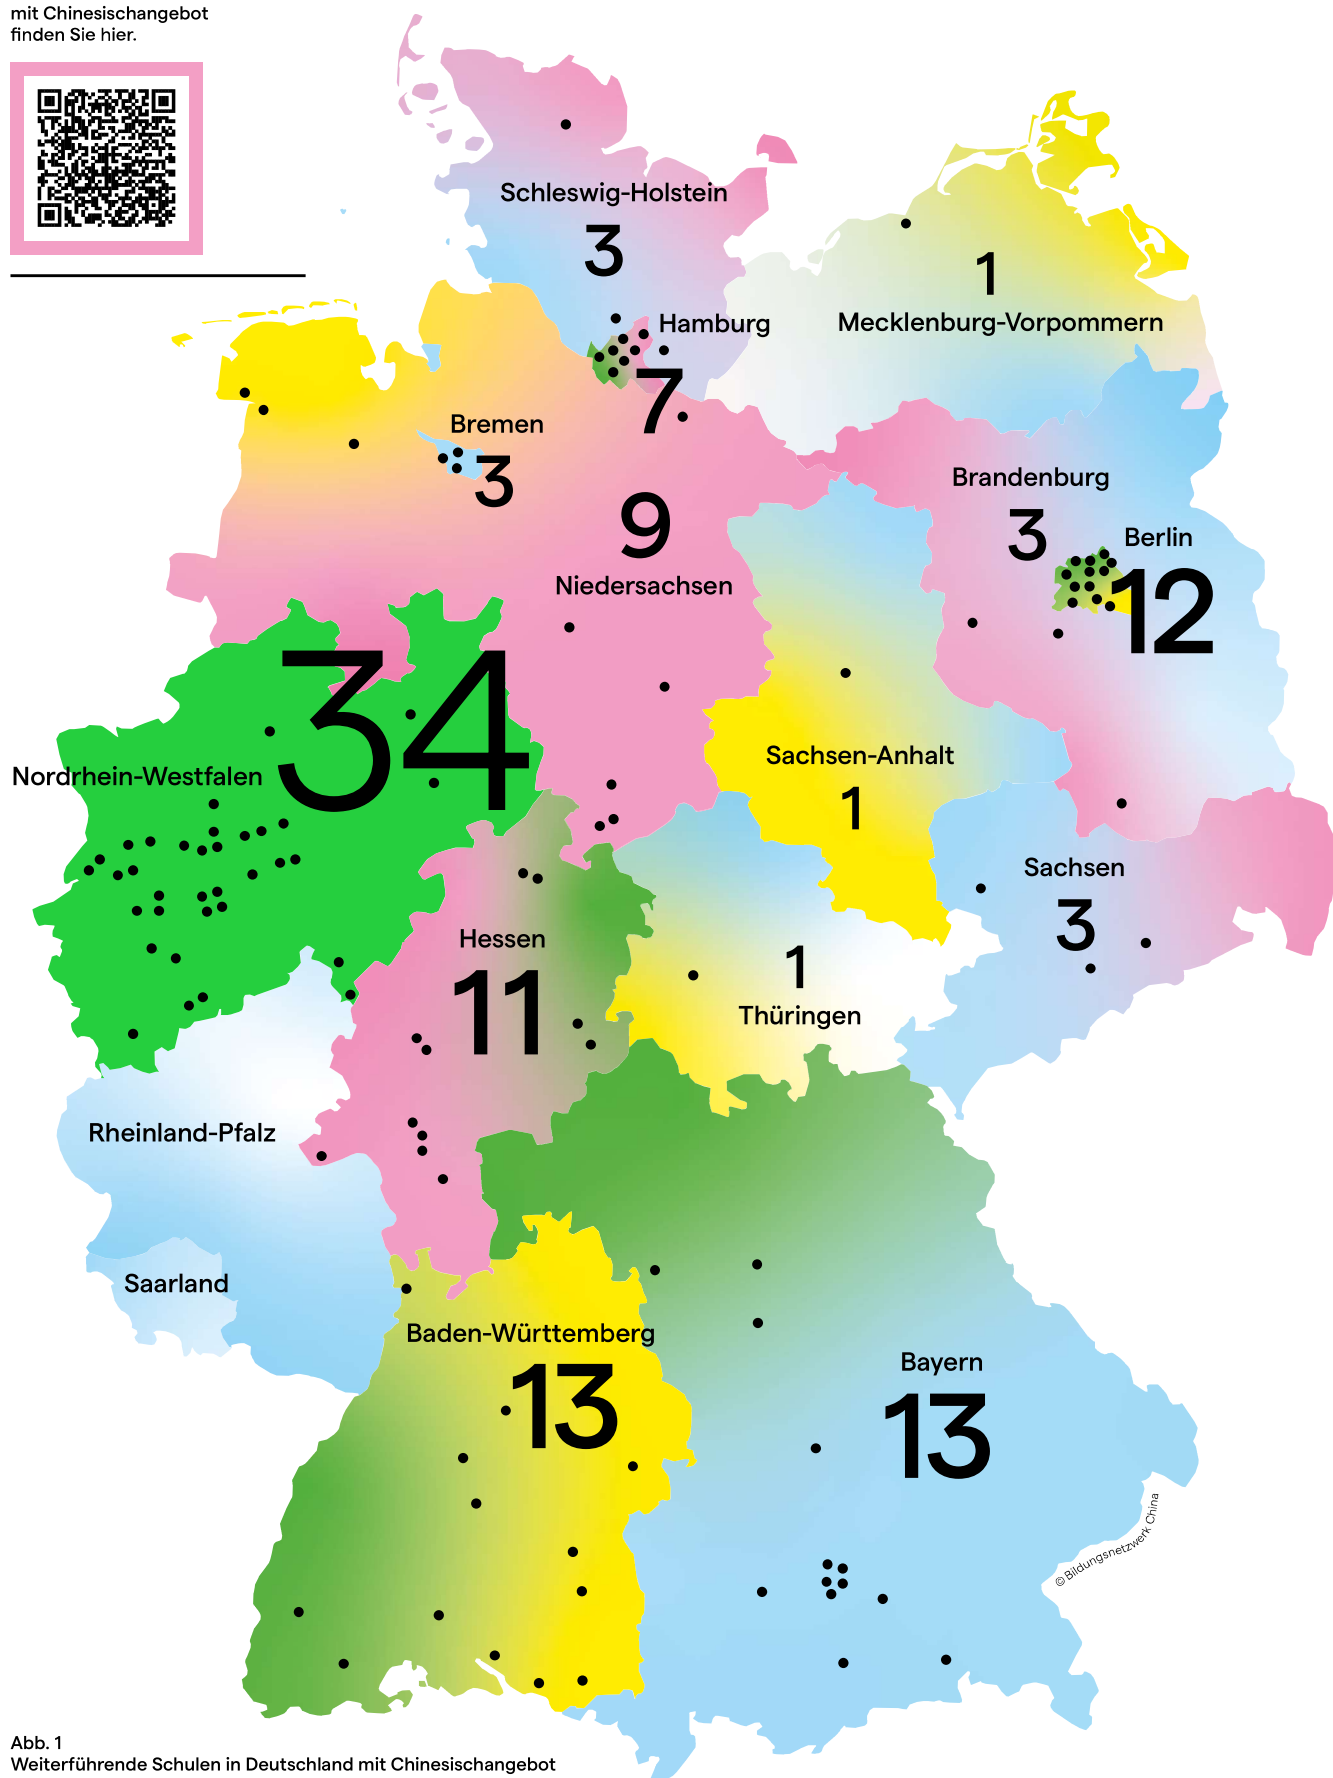 mit Chinesischangebot
finden Sie hier.
Schleswig-Holstein
3
1
Mecklenburg-Vorpommern
Hamburg
7
Bremen
3
9
Niedersachsen
Brandenburg
3
Berlin
12
34
Nordrhein-Westfalen
Sachsen-Anhalt
1
Sachsen
3
Hessen
11
1
Thüringen
Rheinland-Pfalz
Saarland
Baden-Württemberg
13
Bayern
13
© Bildungsnetzwerk China
Abb. 1
Weiterführende Schulen in Deutschland mit Chinesischangebot